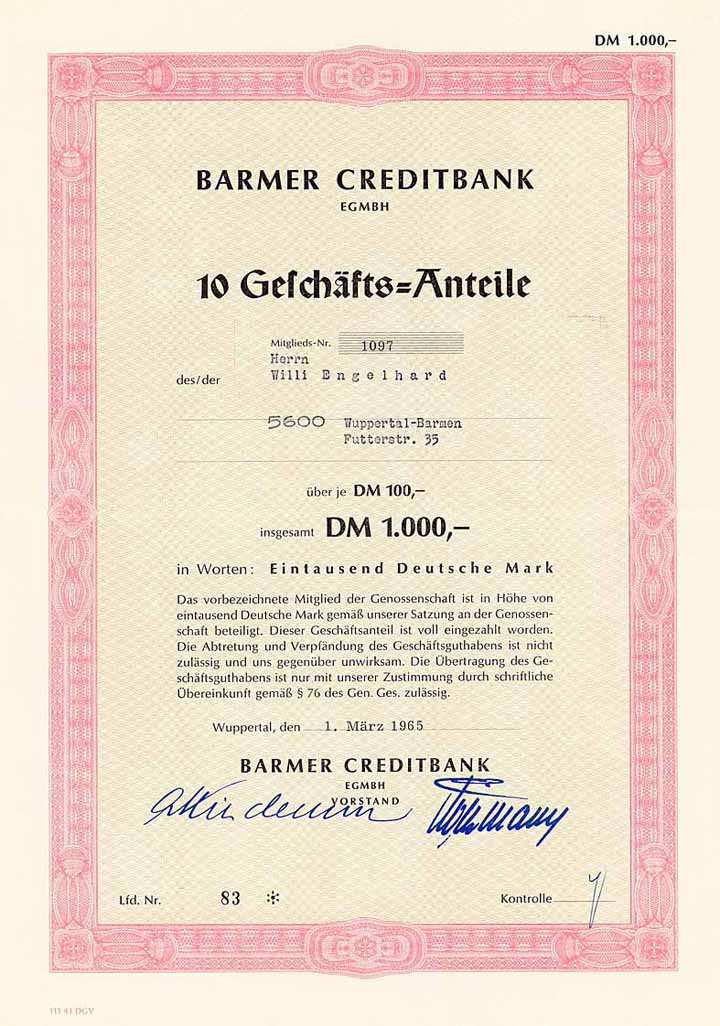 DM 1.000,–
BARMER CREDITBANK
EGMBH
10 Geſchäfts=Anteile
Mitglieds-Nr. 1097
Herrn
des/der Willi Engelhard
5600 Wuppertal-Barmen
Futterstr. 35
über je DM 100,–
insgesamt DM 1.000,–
in Worten: Eintausend Deutsche Mark
Das vorbezeichnete Mitglied der Genossenschaft ist in Höhe von
eintausend Deutsche Mark gemäß unserer Satzung an der Genossen-
schaft beteiligt. Dieser Geschäftsanteil ist voll eingezahlt worden.
Die Abtretung und Verpfändung des Geschäftsguthabens ist nicht
zulässig und uns gegenüber unwirksam. Die Übertragung des Ge-
schäftsguthabens ist nur mit unserer Zustimmung durch schriftliche
Übereinkunft gemäß § 76 des Gen. Ges. zulässig.
Wuppertal, den 1. März 1965
BARMER CREDITBANK
EGMBH
VORSTAND
Lfd. Nr. 83
Kontrolle
111 41 DGV